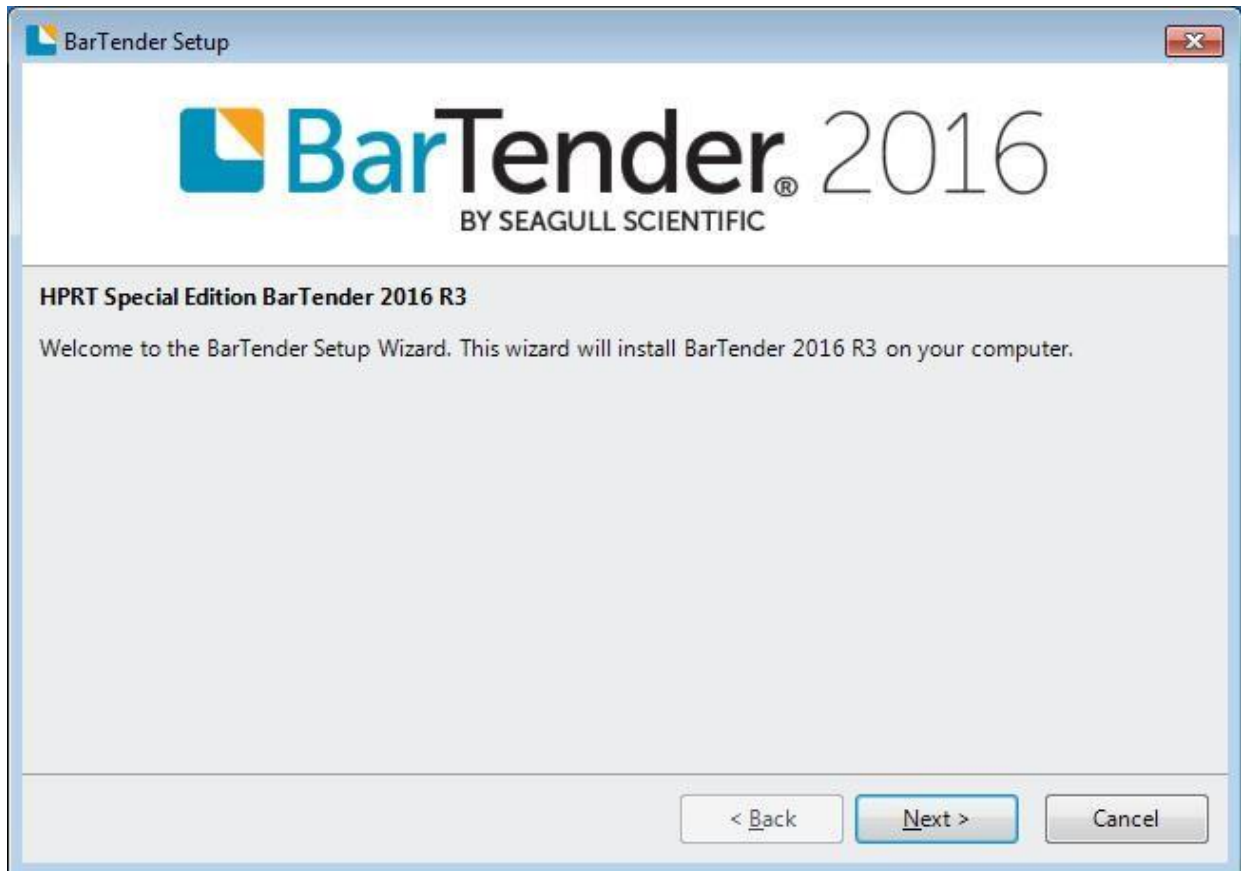 BarTender Setup
BarTender® 2016
BY SEAGULL SCIENTIFIC
HPRT Special Edition BarTender 2016 R3
Welcome to the BarTender Setup Wizard. This wizard will install BarTender 2016 R3 on your computer.
< Back Next > Cancel